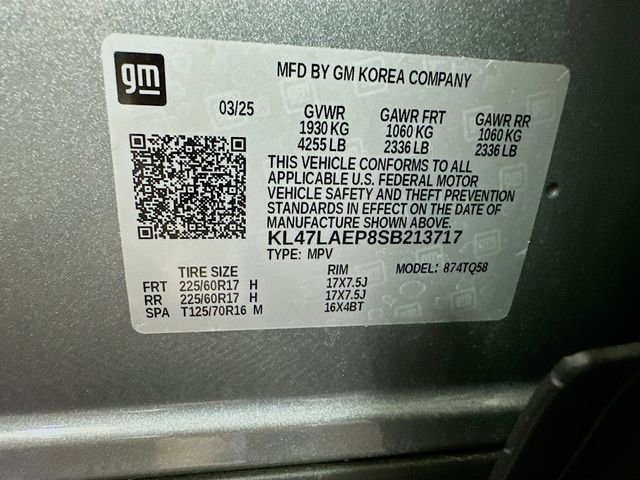 gm
MFD BY GM KOREA COMPANY
03/25 GVWR GAWR FRT GAWR RR
1930 KG 1060 KG 1060 KG
4255 LB 2336 LB 2336 LB
THIS VEHICLE CONFORMS TO ALL
APPLICABLE U.S. FEDERAL MOTOR
VEHICLE SAFETY AND THEFT PREVENTION
STANDARDS IN EFFECT ON THE DATE OF
MANUFACTURE SHOWN ABOVE.
KL47LAEP8SB213717
TYPE: MPV MODEL: 874TQ58
TIRE SIZE RIM
FRT 225/60R17 H 17X7.5J
RR 225/60R17 H 17X7.5J
SPA T125/70R16 M 16X4BT